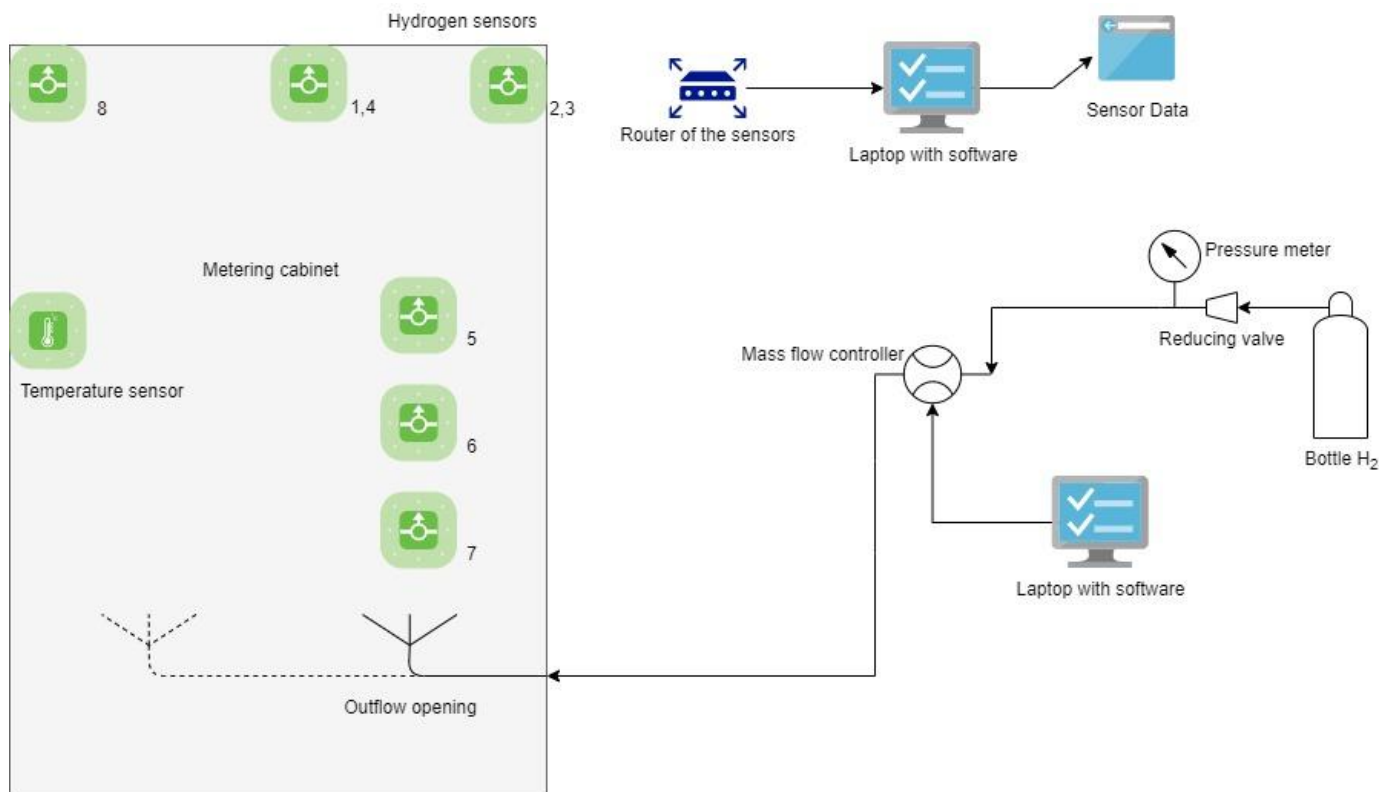 Hydrogen sensors
8
1,4
2,3
Router of the sensors
Laptop with software
Sensor Data
Metering cabinet
5
Temperature sensor
6
7
Outflow opening
Pressure meter
Reducing valve
Mass flow controller
Bottle H₂
Laptop with software